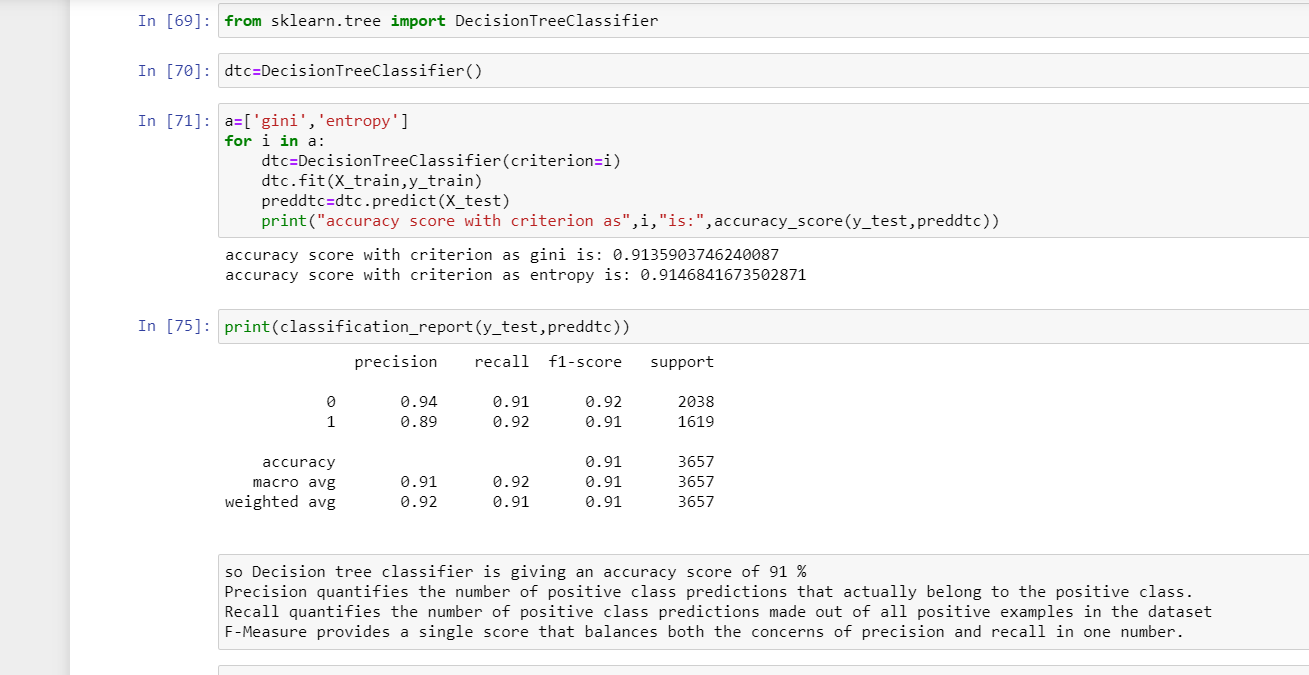 In [69]: from sklearn.tree import DecisionTreeClassifier
In [70]: dtc=DecisionTreeClassifier()
In [71]: a=['gini','entropy']
for i in a:
    dtc=DecisionTreeClassifier(criterion=i)
    dtc.fit(X_train,y_train)
    preddtc=dtc.predict(X_test)
    print("accuracy score with criterion as",i,"is:",accuracy_score(y_test,preddtc))
accuracy score with criterion as gini is: 0.9135903746240087
accuracy score with criterion as entropy is: 0.9146841673502871
In [75]: print(classification_report(y_test,preddtc))
              precision    recall  f1-score   support
           0       0.94      0.91      0.92      2038
           1       0.89      0.92      0.91      1619
    accuracy                           0.91      3657
   macro avg       0.91      0.92      0.91      3657
weighted avg       0.92      0.91      0.91      3657
so Decision tree classifier is giving an accuracy score of 91 %
Precision quantifies the number of positive class predictions that actually belong to the positive class.
Recall quantifies the number of positive class predictions made out of all positive examples in the dataset
F-Measure provides a single score that balances both the concerns of precision and recall in one number.